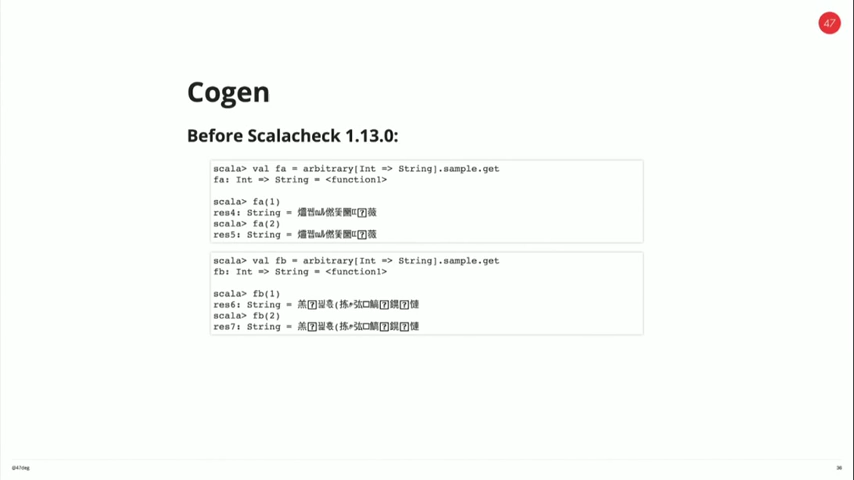 47
Cogen
Before Scalacheck 1.13.0:
scala> val fa = arbitrary[Int => String].sample.get
fa: Int => String = <function1>
scala> fa(1)
res4: String =
scala> fa(2)
res5: String =
scala> val fb = arbitrary[Int => String].sample.get
fb: Int => String = <function1>
scala> fb(1)
res6: String =
scala> fb(2)
res7: String =
@47deg
36